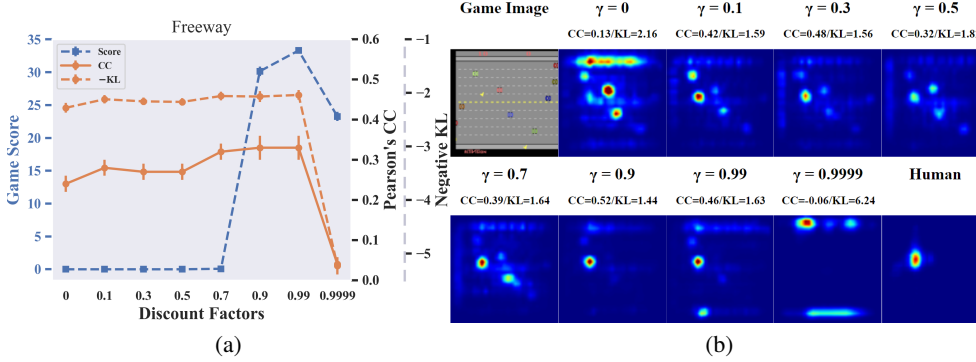 Freeway
Score
CC
−KL
Game Score
35
30
25
20
15
10
5
0
0 0.1 0.3 0.5 0.7 0.9 0.99 0.9999
Discount Factors
0.6
0.5
0.4
0.3
0.2
0.1
0.0
Pearson's CC
−1
−2
−3
−4
−5
Negative KL
(a)
Game Image γ = 0 γ = 0.1 γ = 0.3 γ = 0.5
CC=0.13/KL=2.16 CC=0.42/KL=1.59 CC=0.48/KL=1.56 CC=0.32/KL=1.8
γ = 0.7 γ = 0.9 γ = 0.99 γ = 0.9999 Human
CC=0.39/KL=1.64 CC=0.52/KL=1.44 CC=0.46/KL=1.63 CC=-0.06/KL=6.24
(b)